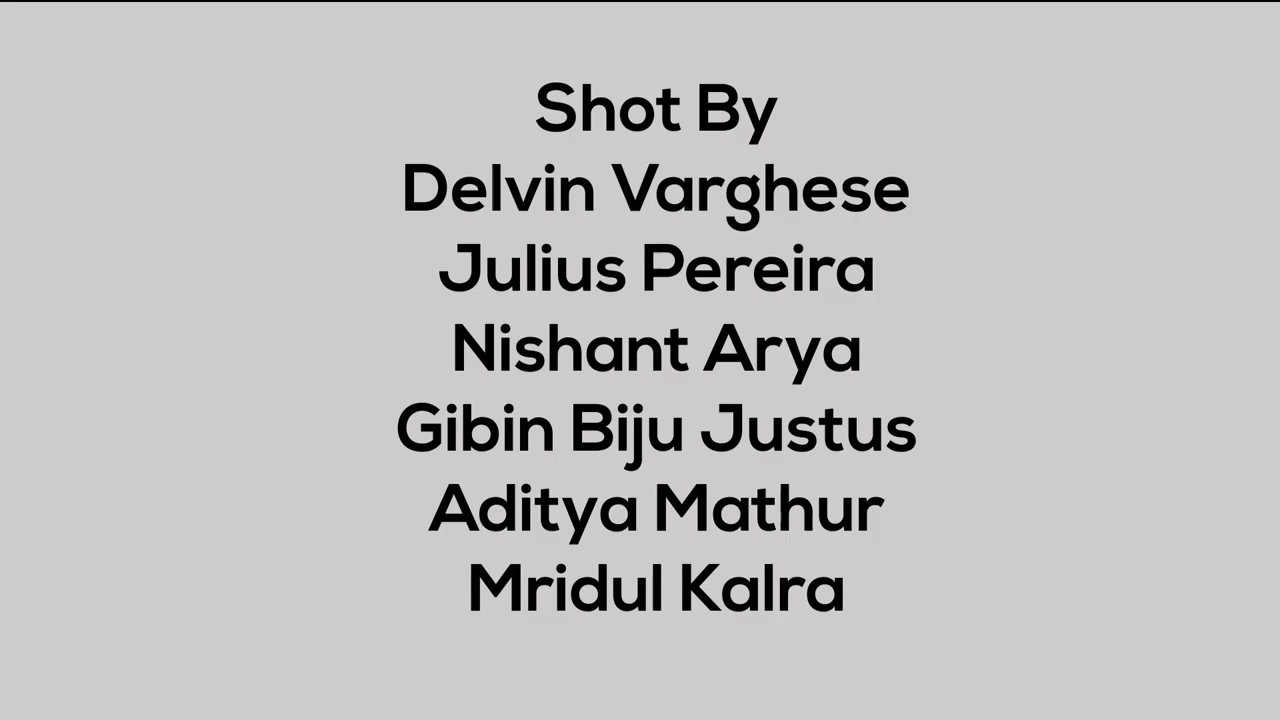 Shot By
Delvin Varghese
Julius Pereira
Nishant Arya
Gibin Biju Justus
Aditya Mathur
Mridul Kalra